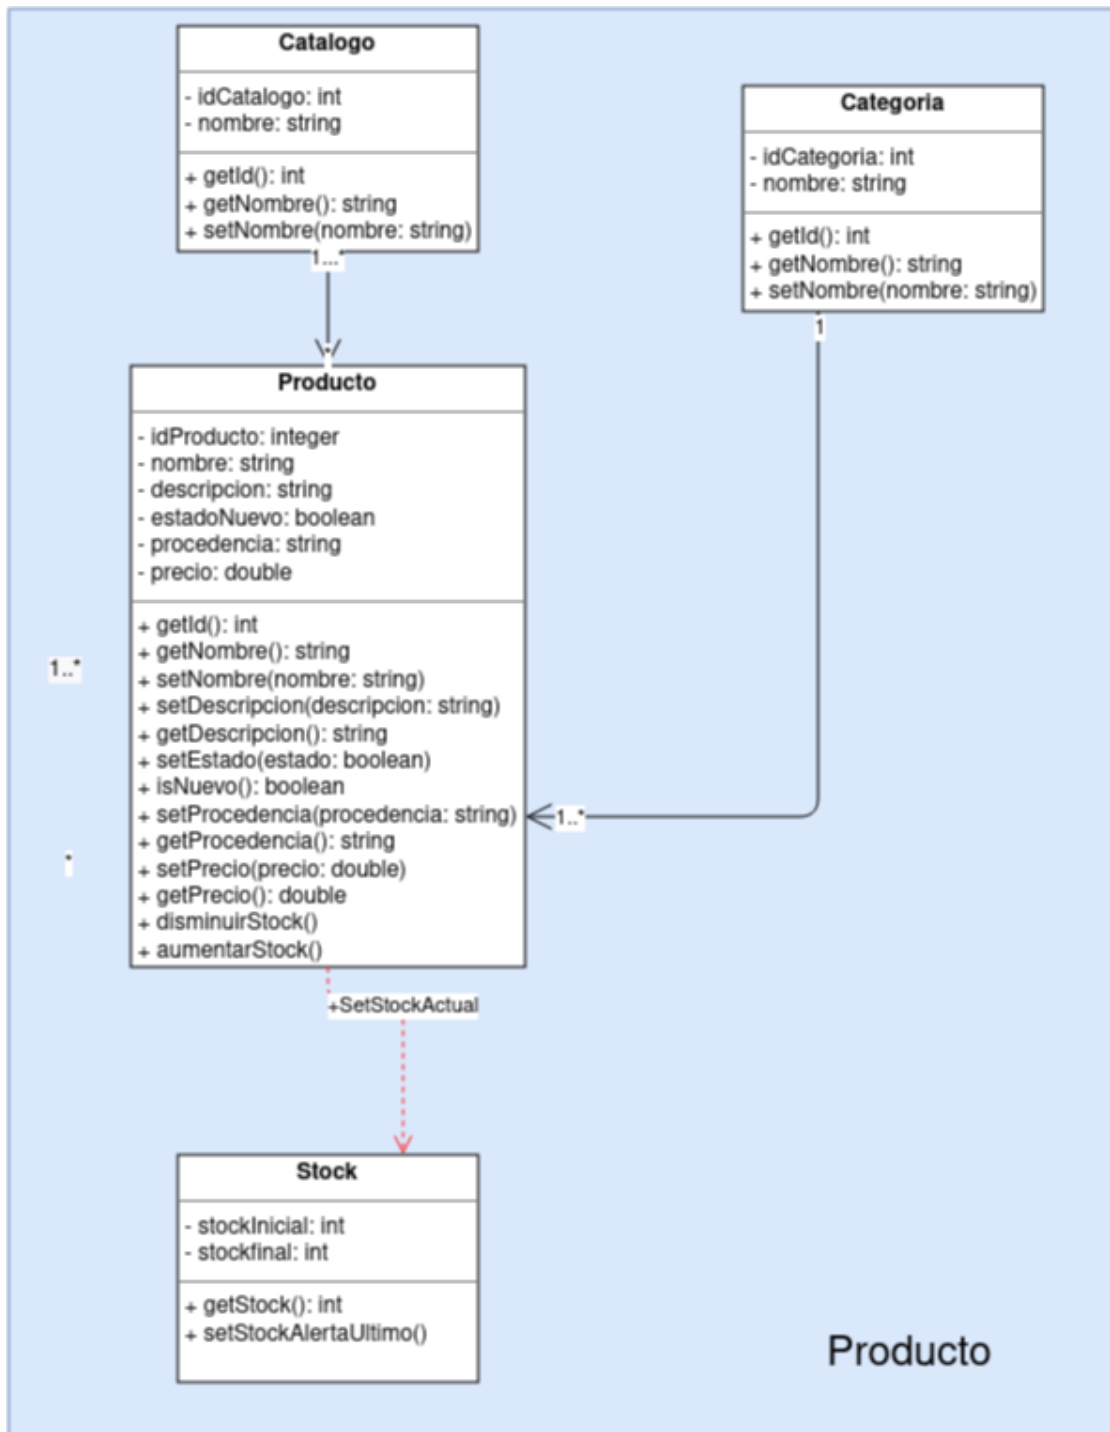 Catalogo
- idCatalogo: int
- nombre: string
+ getId(): int
+ getNombre(): string
+ setNombre(nombre: string)
1...*
Categoria
- idCategoria: int
- nombre: string
+ getId(): int
+ getNombre(): string
+ setNombre(nombre: string)
1
*
Producto
- idProducto: integer
- nombre: string
- descripcion: string
- estadoNuevo: boolean
- procedencia: string
- precio: double
+ getId(): int
+ getNombre(): string
+ setNombre(nombre: string)
+ setDescripcion(descripcion: string)
+ getDescripcion(): string
+ setEstado(estado: boolean)
+ isNuevo(): boolean
+ setProcedencia(procedencia: string)
+ getProcedencia(): string
+ setPrecio(precio: double)
+ getPrecio(): double
+ disminuirStock()
+ aumentarStock()
1..*
1..*
*
+SetStockActual
Stock
- stockInicial: int
- stockfinal: int
+ getStock(): int
+ setStockAlertaUltimo()
Producto